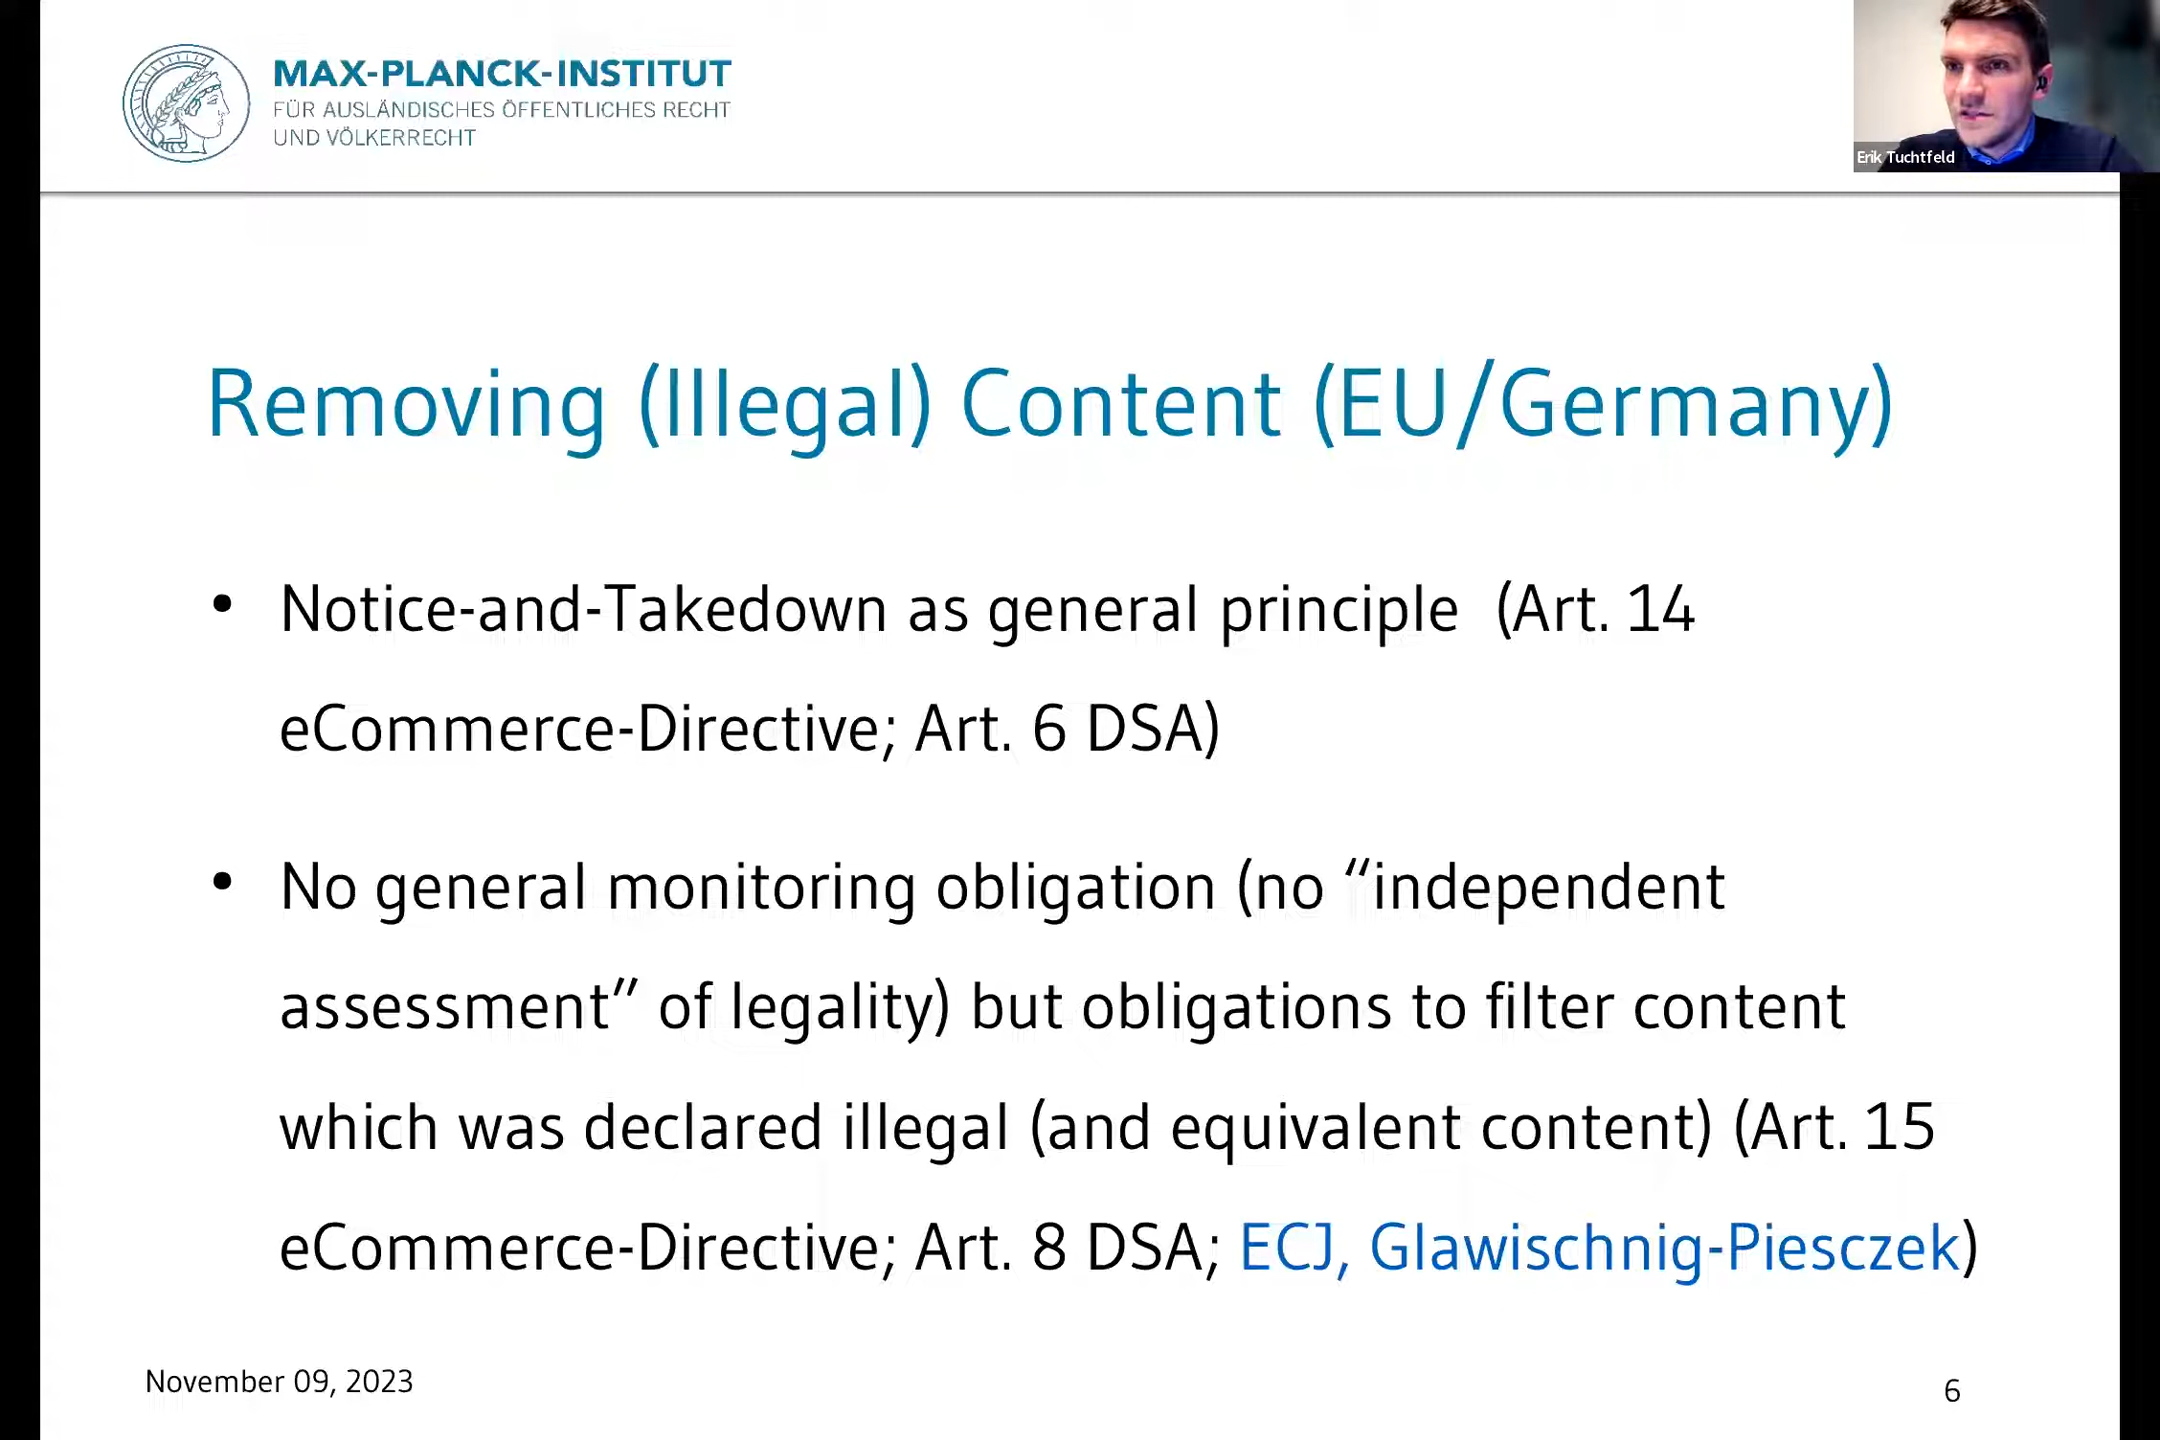 MAX-PLANCK-INSTITUT
FÜR AUSLÄNDISCHES ÖFFENTLICHES RECHT
UND VÖLKERRECHT
Erik Tuchtfeld
Removing (Illegal) Content (EU/Germany)
• Notice-and-Takedown as general principle (Art. 14
eCommerce-Directive; Art. 6 DSA)
• No general monitoring obligation (no “independent
assessment” of legality) but obligations to filter content
which was declared illegal (and equivalent content) (Art. 15
eCommerce-Directive; Art. 8 DSA; ECJ, Glawischnig-Piesczek)
November 09, 2023
6